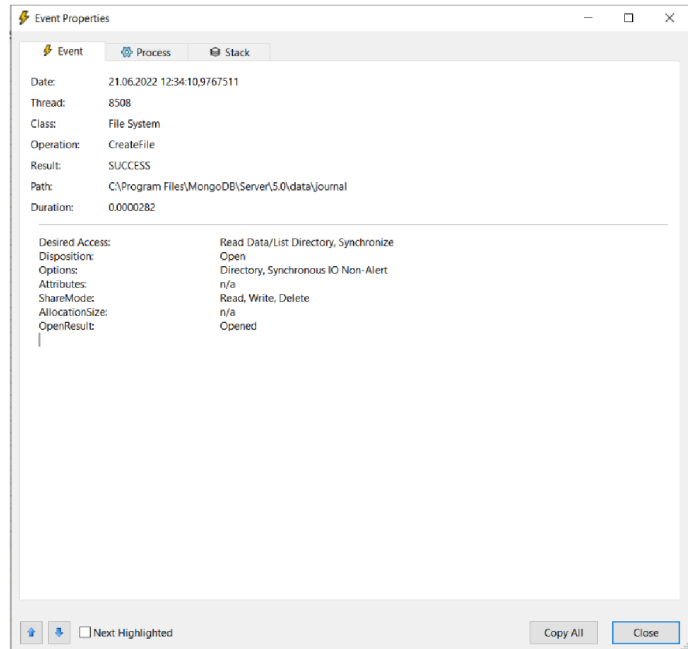 Event Properties
Event Process Stack
Date: 21.06.2022 12:34:10,9767511
Thread: 8508
Class: File System
Operation: CreateFile
Result: SUCCESS
Path: C:\Program Files\MongoDB\Server\5.0\data\journal
Duration: 0.0000282
Desired Access: Read Data/List Directory, Synchronize
Disposition: Open
Options: Directory, Synchronous IO Non-Alert
Attributes: n/a
ShareMode: Read, Write, Delete
AllocationSize: n/a
OpenResult: Opened
Next Highlighted Copy All Close